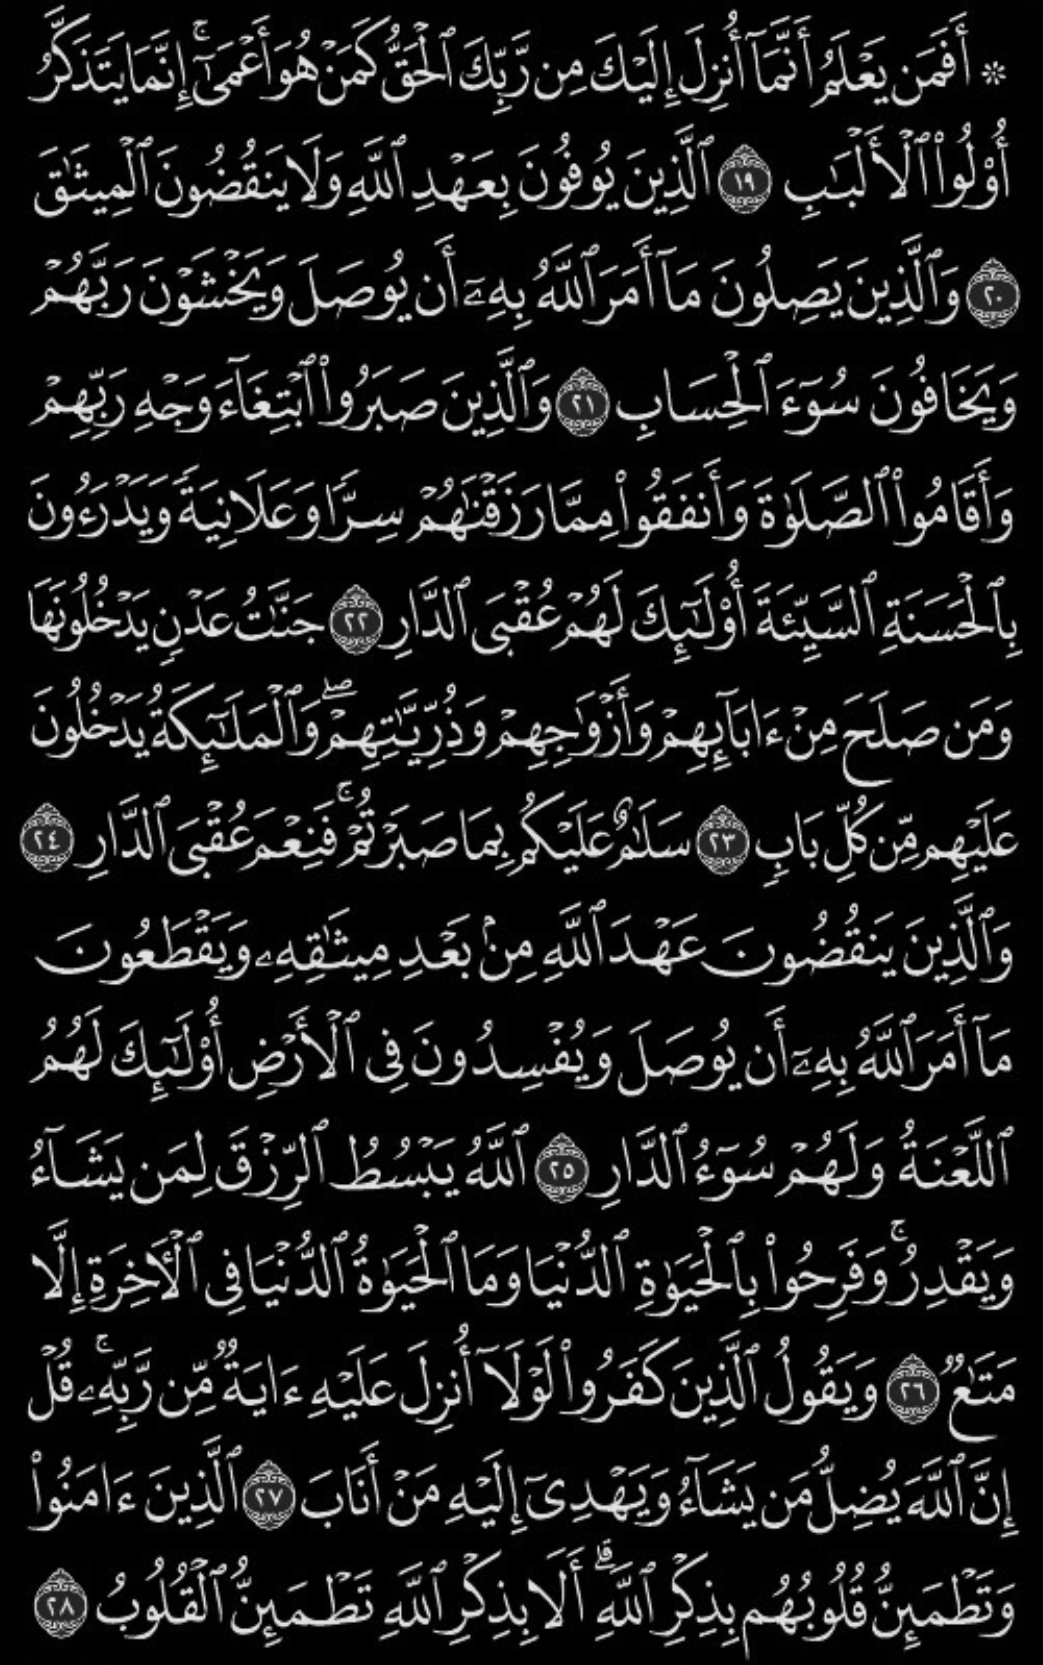 ۞ أَفَمَن يَعْلَمُ أَنَّمَآ أُنزِلَ إِلَيْكَ مِن رَّبِّكَ ٱلْحَقُّ كَمَنْ هُوَ أَعْمَىٰٓ ۚ إِنَّمَا يَتَذَكَّرُ
أُو۟لُوا۟ ٱلْأَلْبَـٰبِ ١٩ ٱلَّذِينَ يُوفُونَ بِعَهْدِ ٱللَّهِ وَلَا يَنقُضُونَ ٱلْمِيثَـٰقَ
٢٠ وَٱلَّذِينَ يَصِلُونَ مَآ أَمَرَ ٱللَّهُ بِهِۦٓ أَن يُوصَلَ وَيَخْشَوْنَ رَبَّهُمْ
وَيَخَافُونَ سُوٓءَ ٱلْحِسَابِ ٢١ وَٱلَّذِينَ صَبَرُوا۟ ٱبْتِغَآءَ وَجْهِ رَبِّهِمْ
وَأَقَامُوا۟ ٱلصَّلَوٰةَ وَأَنفَقُوا۟ مِمَّا رَزَقْنَـٰهُمْ سِرًّا وَعَلَانِيَةً وَيَدْرَءُونَ
بِٱلْحَسَنَةِ ٱلسَّيِّئَةَ أُو۟لَـٰٓئِكَ لَهُمْ عُقْبَى ٱلدَّارِ ٢٢ جَنَّـٰتُ عَدْنٍ يَدْخُلُونَهَا
وَمَن صَلَحَ مِنْ ءَابَآئِهِمْ وَأَزْوَٰجِهِمْ وَذُرِّيَّـٰتِهِمْ ۖ وَٱلْمَلَـٰٓئِكَةُ يَدْخُلُونَ
عَلَيْهِم مِّن كُلِّ بَابٍ ٢٣ سَلَـٰمٌ عَلَيْكُم بِمَا صَبَرْتُمْ ۚ فَنِعْمَ عُقْبَى ٱلدَّارِ ٢٤
وَٱلَّذِينَ يَنقُضُونَ عَهْدَ ٱللَّهِ مِنۢ بَعْدِ مِيثَـٰقِهِۦ وَيَقْطَعُونَ
مَآ أَمَرَ ٱللَّهُ بِهِۦٓ أَن يُوصَلَ وَيُفْسِدُونَ فِى ٱلْأَرْضِ أُو۟لَـٰٓئِكَ لَهُمُ
ٱللَّعْنَةُ وَلَهُمْ سُوٓءُ ٱلدَّارِ ٢٥ ٱللَّهُ يَبْسُطُ ٱلرِّزْقَ لِمَن يَشَآءُ
وَيَقْدِرُ ۚ وَفَرِحُوا۟ بِٱلْحَيَوٰةِ ٱلدُّنْيَا وَمَا ٱلْحَيَوٰةُ ٱلدُّنْيَا فِى ٱلْـَٔاخِرَةِ إِلَّا
مَتَـٰعٌ ٢٦ وَيَقُولُ ٱلَّذِينَ كَفَرُوا۟ لَوْلَآ أُنزِلَ عَلَيْهِ ءَايَةٌ مِّن رَّبِّهِۦ ۚ قُلْ
إِنَّ ٱللَّهَ يُضِلُّ مَن يَشَآءُ وَيَهْدِىٓ إِلَيْهِ مَنْ أَنَابَ ٢٧ ٱلَّذِينَ ءَامَنُوا۟
وَتَطْمَئِنُّ قُلُوبُهُم بِذِكْرِ ٱللَّهِ ۗ أَلَا بِذِكْرِ ٱللَّهِ تَطْمَئِنُّ ٱلْقُلُوبُ ٢٨